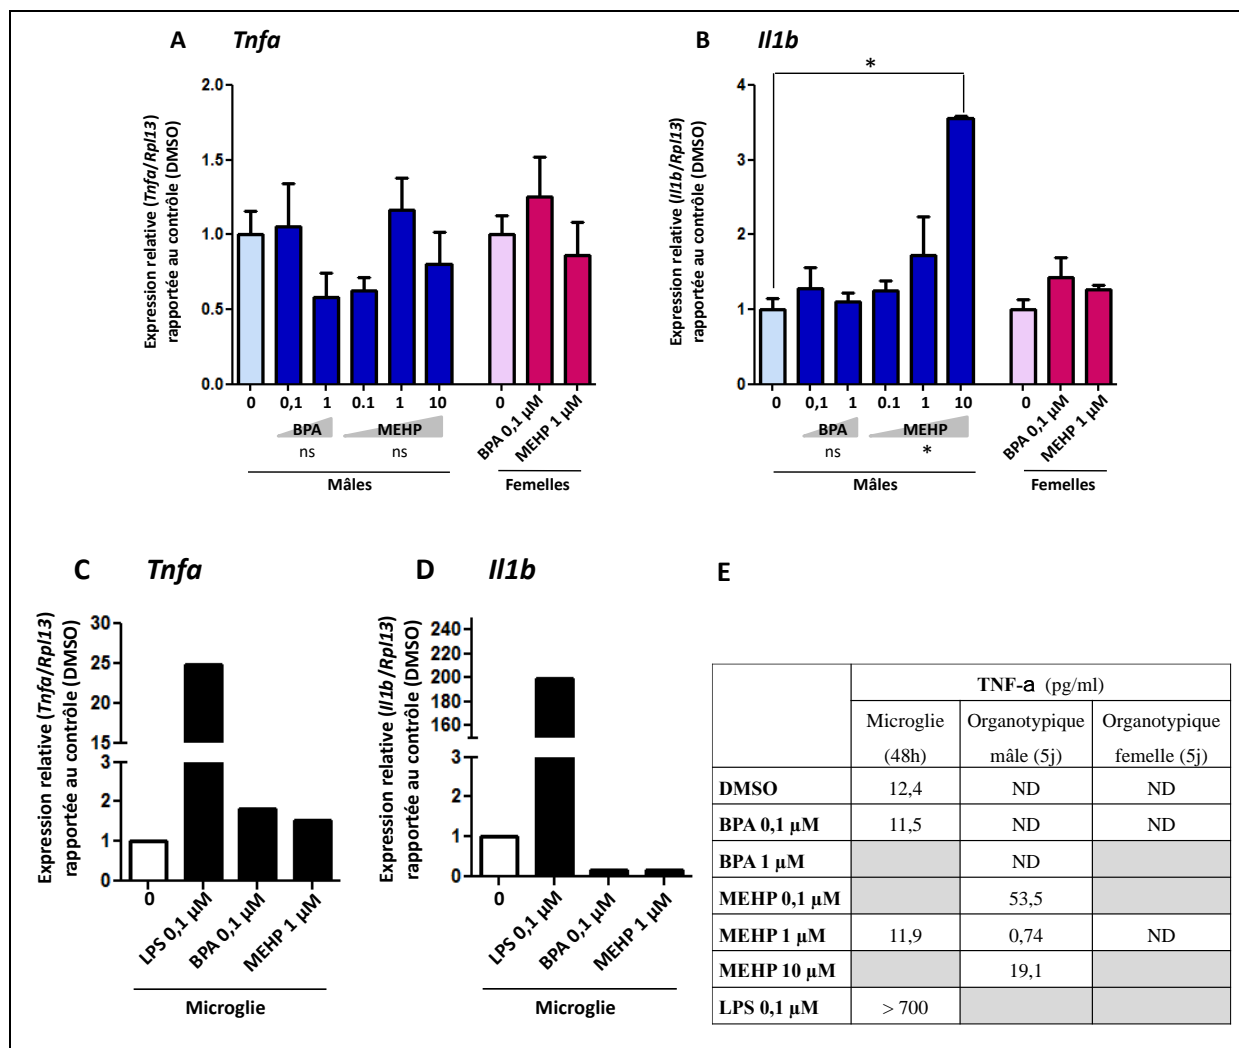 A Tnfa
Expression relative (Tnfa/Rpl13)
rapportée au contrôle (DMSO)
2.0
1.5
1.0
0.5
0.0
0 0,1 1 0.1 1 10 0 BPA 0,1 µM MEHP 1 µM
BPA MEHP
ns ns
Mâles Femelles
B Il1b
Expression relative (Il1b/Rpl13)
rapportée au contrôle (DMSO)
*
4
3
2
1
0
0 0,1 1 0.1 1 10 0 BPA 0,1 µM MEHP 1 µM
BPA MEHP
ns *
Mâles Femelles
C Tnfa
Expression relative (Tnfa/Rpl13)
rapportée au contrôle (DMSO)
30
25
20
15
3
2
1
0
0 LPS 0,1 µM BPA 0,1 µM MEHP 1 µM
Microglie
D Il1b
Expression relative (Il1b/Rpl13)
rapportée au contrôle (DMSO)
240
220
200
180
160
3
2
1
0
0 LPS 0,1 µM BPA 0,1 µM MEHP 1 µM
Microglie
E
TNF-a (pg/ml)
Microglie Organotypique Organotypique
(48h) mâle (5j) femelle (5j)
DMSO 12,4 ND ND
BPA 0,1 µM 11,5 ND ND
BPA 1 µM ND
MEHP 0,1 µM 53,5
MEHP 1 µM 11,9 0,74 ND
MEHP 10 µM 19,1
LPS 0,1 µM > 700